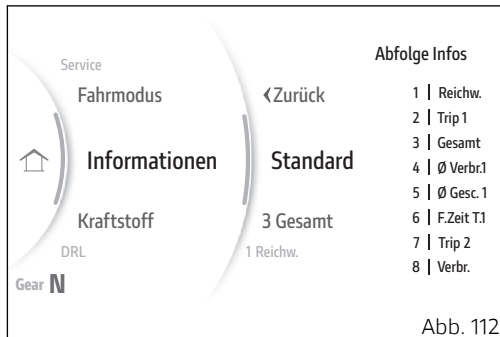 Service
Fahrmodus
Informationen
Kraftstoff
DRL
Gear N
‹Zurück
Standard
3 Gesamt
1 Reichw.
Abfolge Infos
1 | Reichw.
2 | Trip 1
3 | Gesamt
4 | Ø Verbr.1
5 | Ø Gesc. 1
6 | F.Zeit T.1
7 | Trip 2
8 | Verbr.
Abb. 112